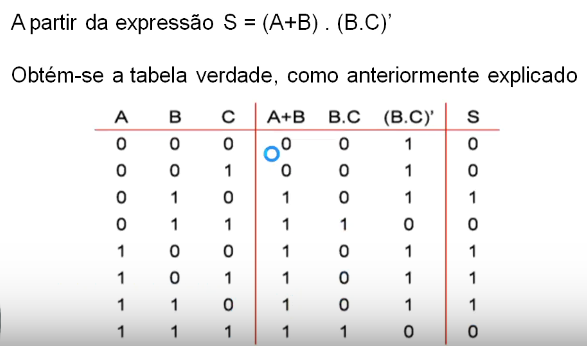 A partir da expressão S = (A+B) . (B.C)'
Obtém-se a tabela verdade, como anteriormente explicado
A B C A+B B.C (B.C)' S
0 0 0 0 0 1 0
0 0 1 0 0 1 0
0 1 0 1 0 1 1
0 1 1 1 1 0 0
1 0 0 1 0 1 1
1 0 1 1 0 1 1
1 1 0 1 0 1 1
1 1 1 1 1 0 0